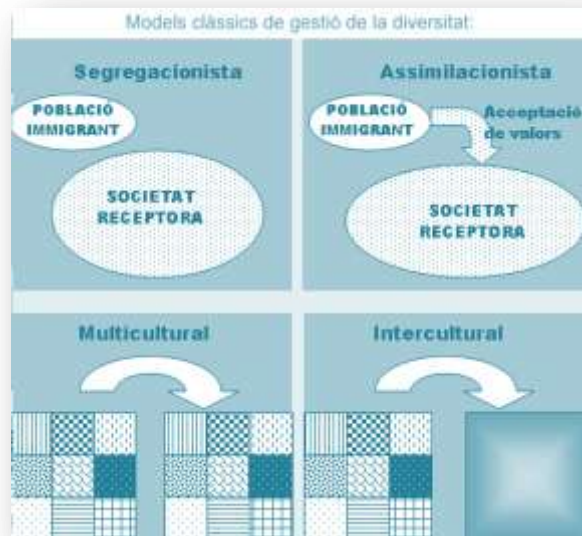 Models clàssics de gestió de la diversitat:
Segregacionista
POBLACIÓ
IMMIGRANT
SOCIETAT
RECEPTORA
Assimilacionista
POBLACIÓ
IMMIGRANT
Acceptació
de valors
SOCIETAT
RECEPTORA
Multicultural
Intercultural